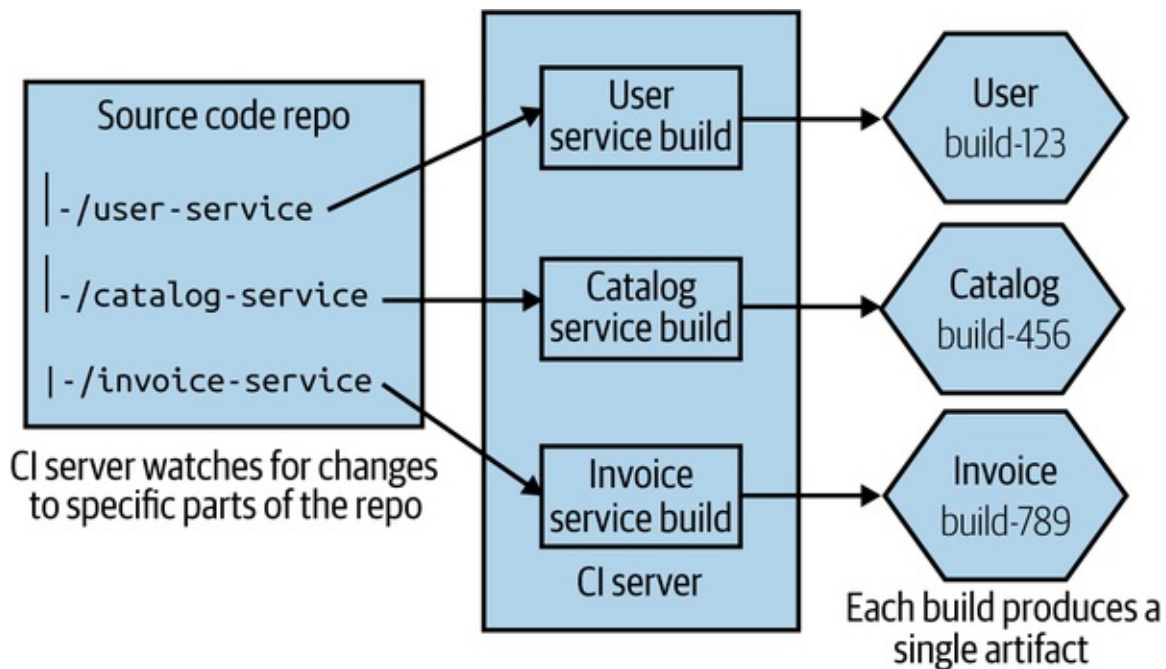 Source code repo
|-/user-service
|-/catalog-service
|-/invoice-service
CI server watches for changes
to specific parts of the repo
User
service build
Catalog
service build
Invoice
service build
CI server
User
build-123
Catalog
build-456
Invoice
build-789
Each build produces a
single artifact